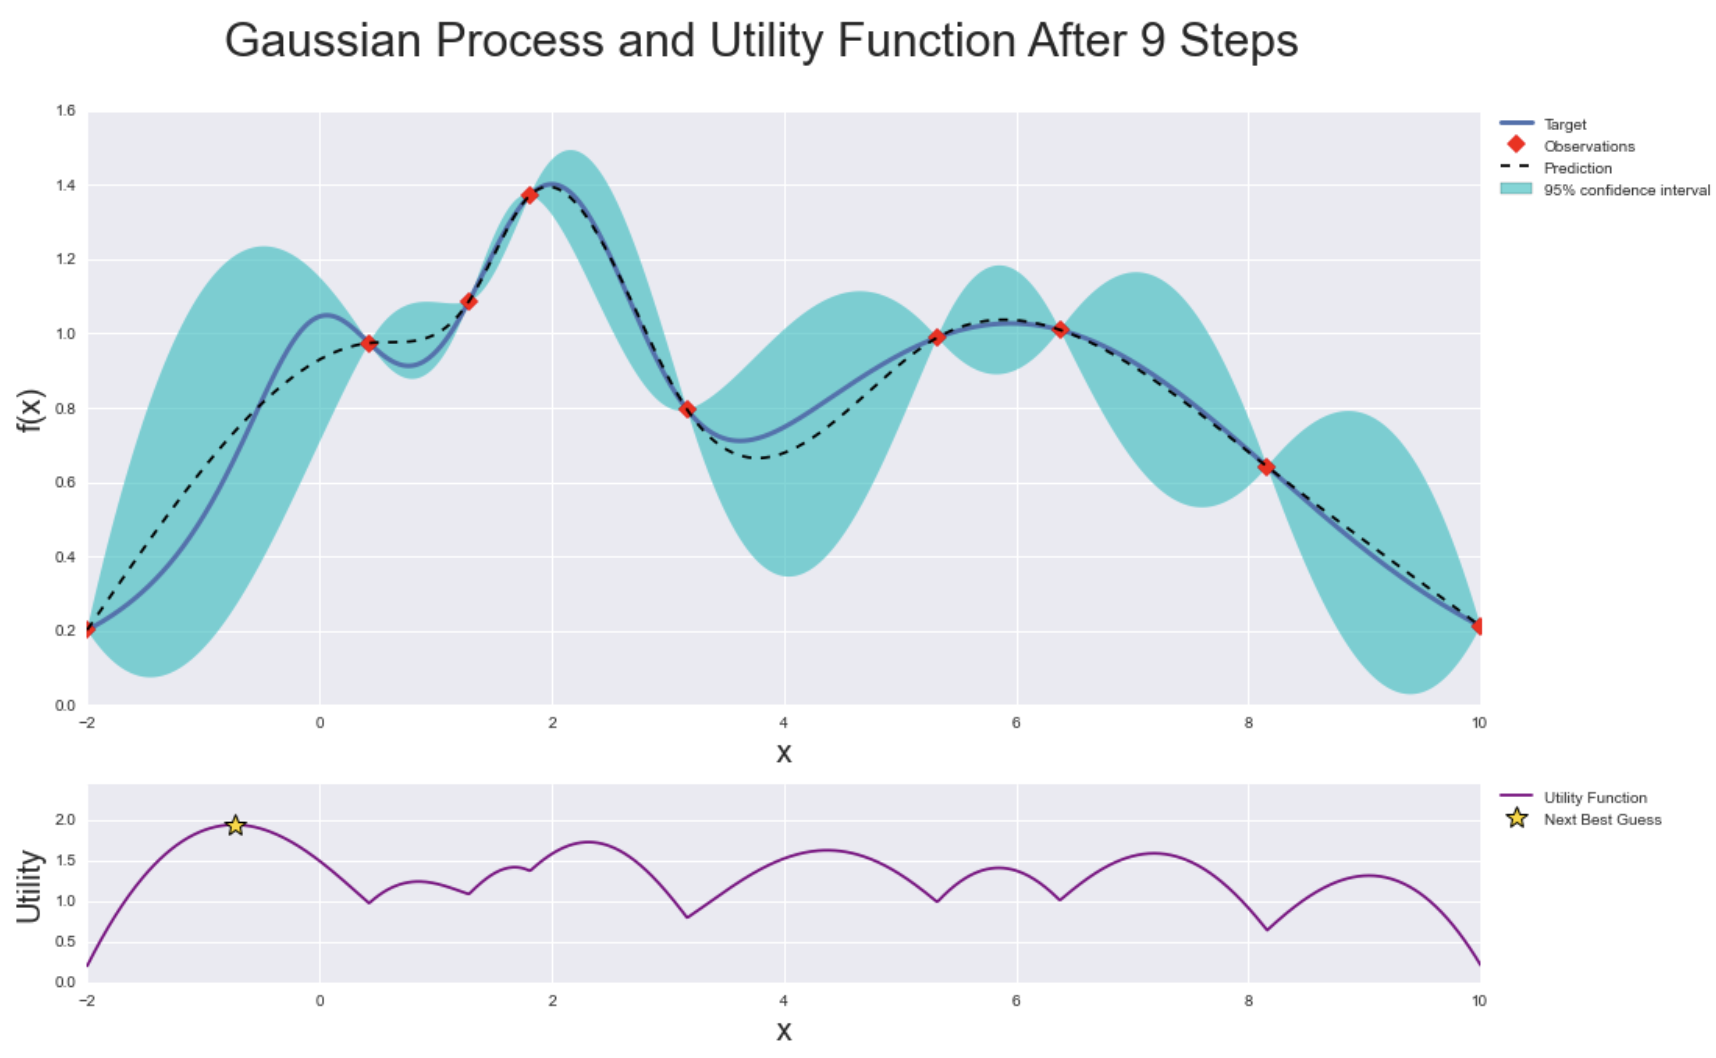 Gaussian Process and Utility Function After 9 Steps
1.6
1.4
1.2
1.0
0.8
0.6
0.4
0.2
0.0
f(x)
−2 0 2 4 6 8 10
x
Target
Observations
Prediction
95% confidence interval
2.0
1.5
1.0
0.5
0.0
Utility
−2 0 2 4 6 8 10
x
Utility Function
Next Best Guess